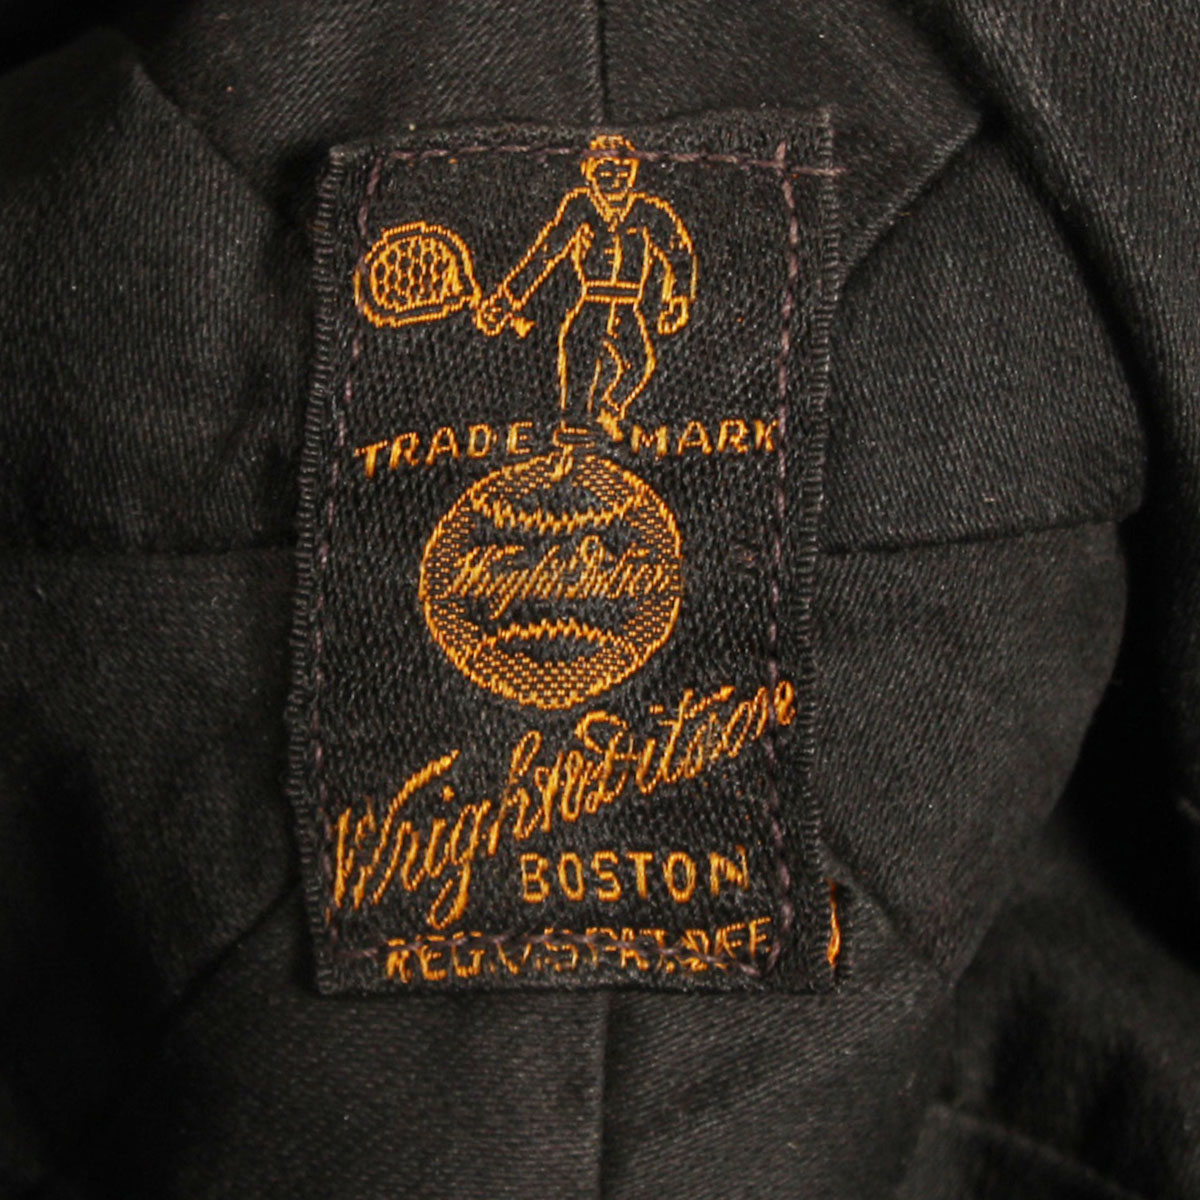 TRADE MARK
Wright & Ditson
Wright & Ditson
BOSTON
REG. U.S. PAT. OFF